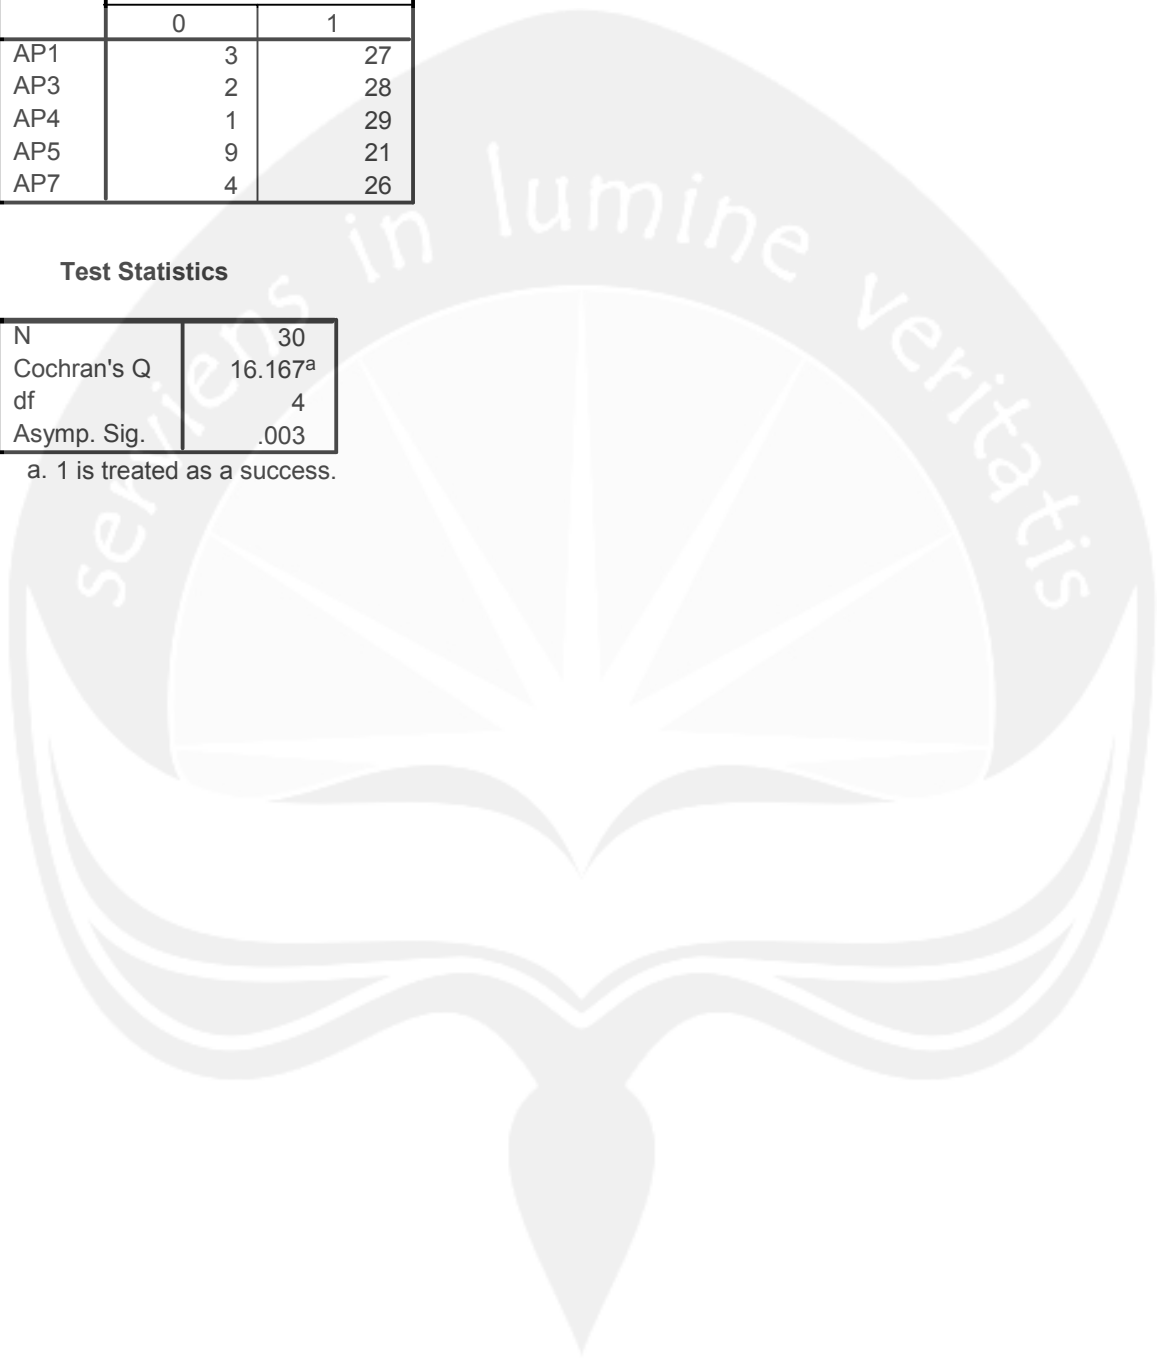 0 1
AP1 3 27
AP3 2 28
AP4 1 29
AP5 9 21
AP7 4 26
serviens in lumine veritatis
Test Statistics
N 30
Cochran's Q 16.167a
df 4
Asymp. Sig. .003
a. 1 is treated as a success.